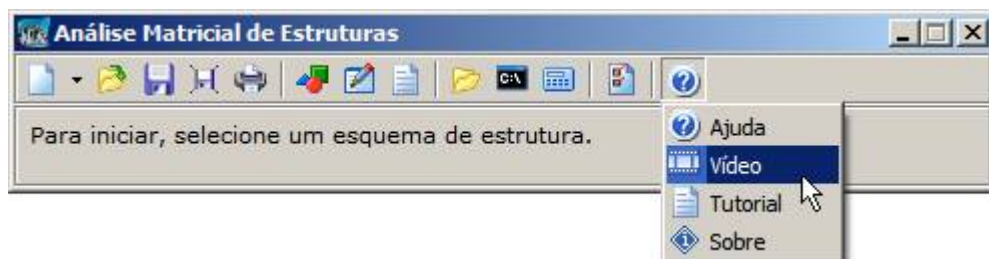 Análise Matricial de Estruturas
C:\
Para iniciar, selecione um esquema de estrutura.
Ajuda
Vídeo
Tutorial
Sobre